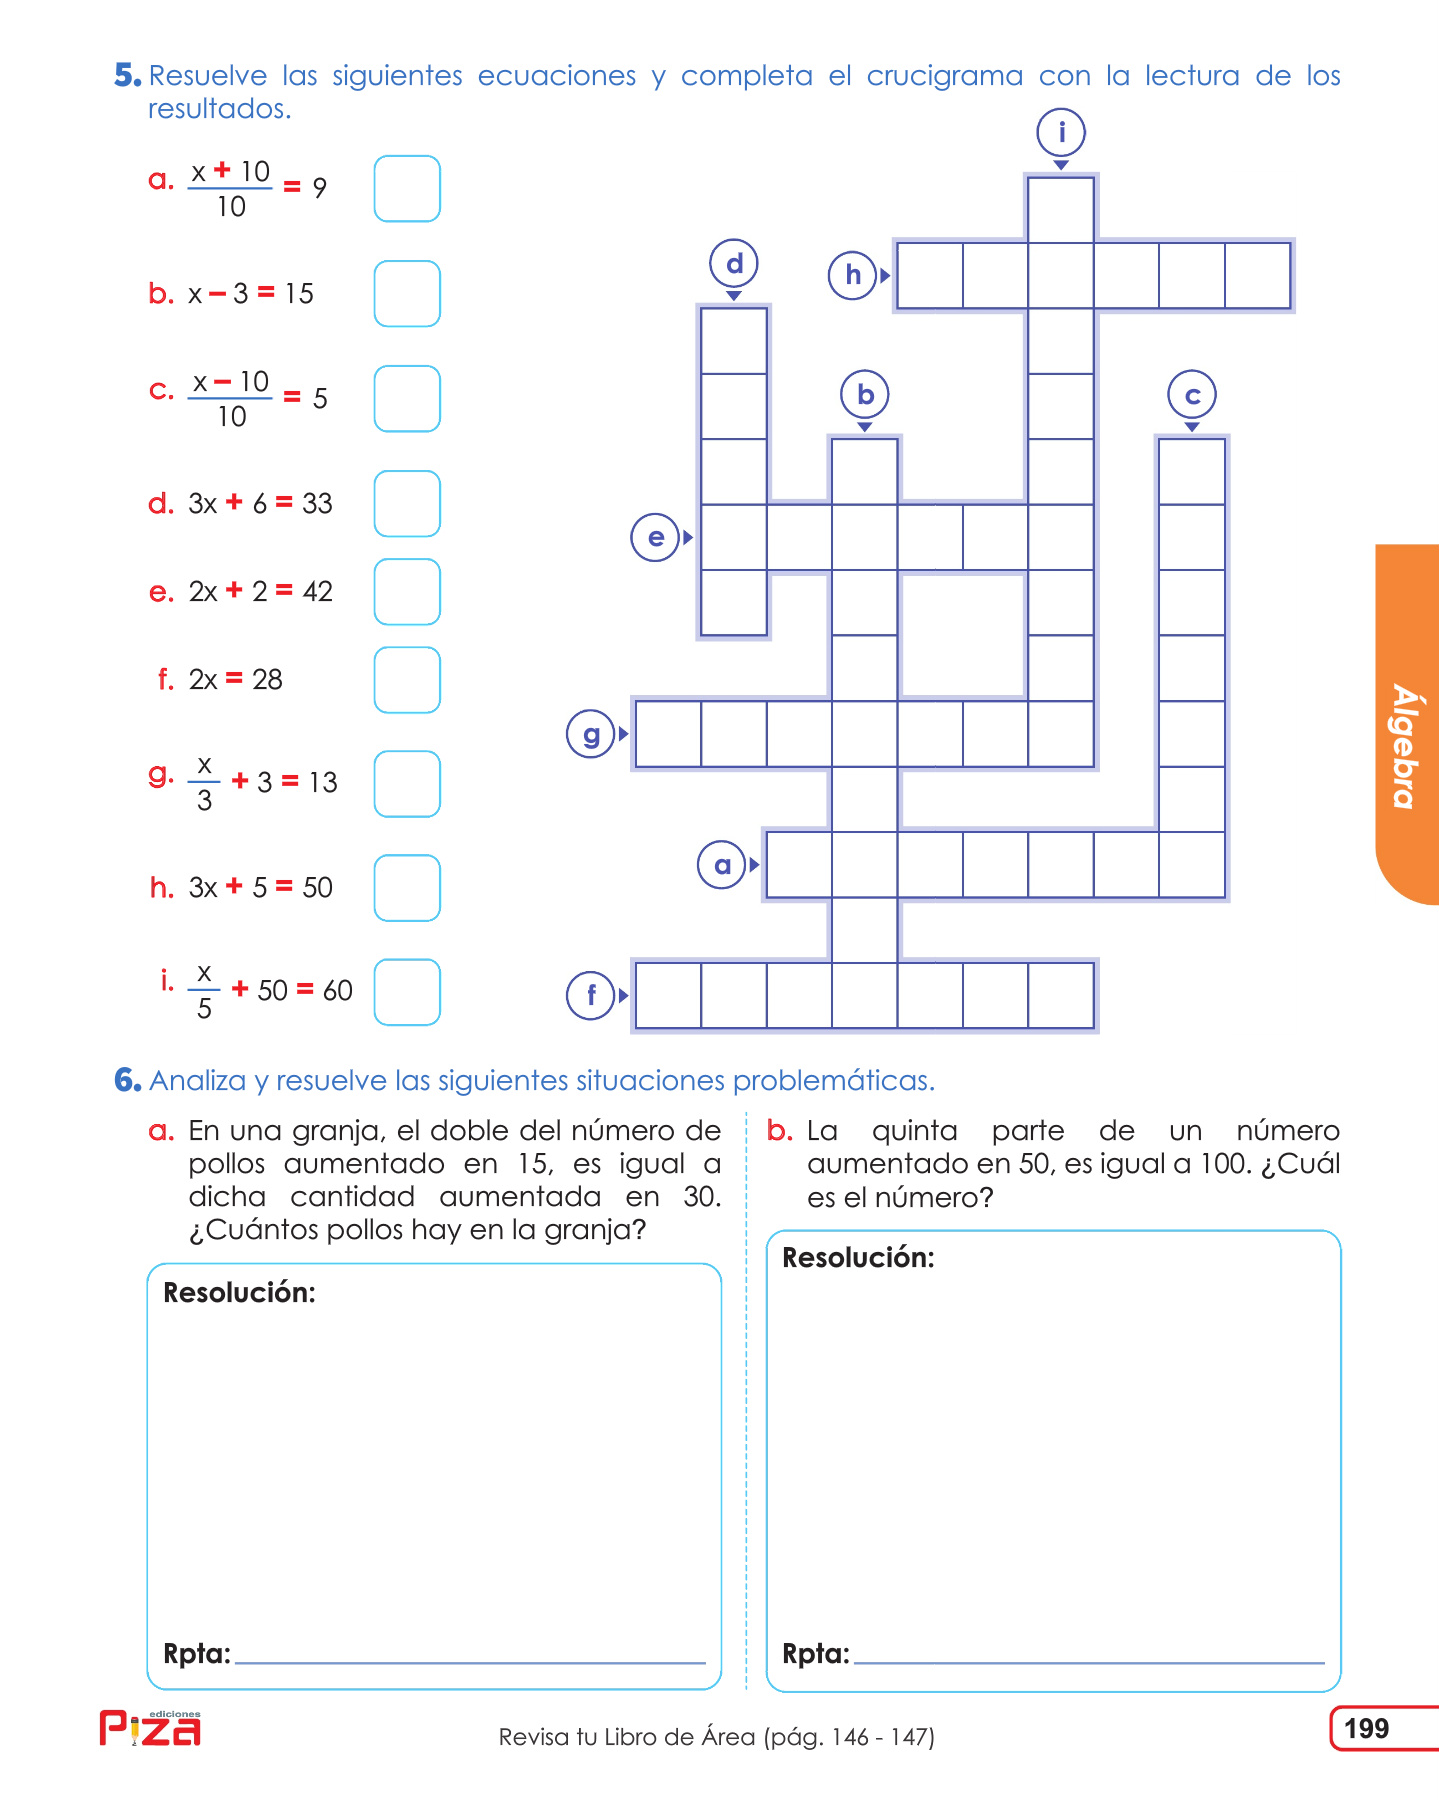 5. Resuelve las siguientes ecuaciones y completa el crucigrama con la lectura de los
resultados.
a. x + 10 / 10 = 9
b. x − 3 = 15
c. x − 10 / 10 = 5
d. 3x + 6 = 33
e. 2x + 2 = 42
f. 2x = 28
g. x / 3 + 3 = 13
h. 3x + 5 = 50
i. x / 5 + 50 = 60
i
d
h
b
c
e
g
a
f
Álgebra
6. Analiza y resuelve las siguientes situaciones problemáticas.
a. En una granja, el doble del número de
pollos aumentado en 15, es igual a
dicha cantidad aumentada en 30.
¿Cuántos pollos hay en la granja?
Resolución:
Rpta:
b. La quinta parte de un número
aumentado en 50, es igual a 100. ¿Cuál
es el número?
Resolución:
Rpta:
ediciones
Piza
Revisa tu Libro de Área (pág. 146 - 147)
199